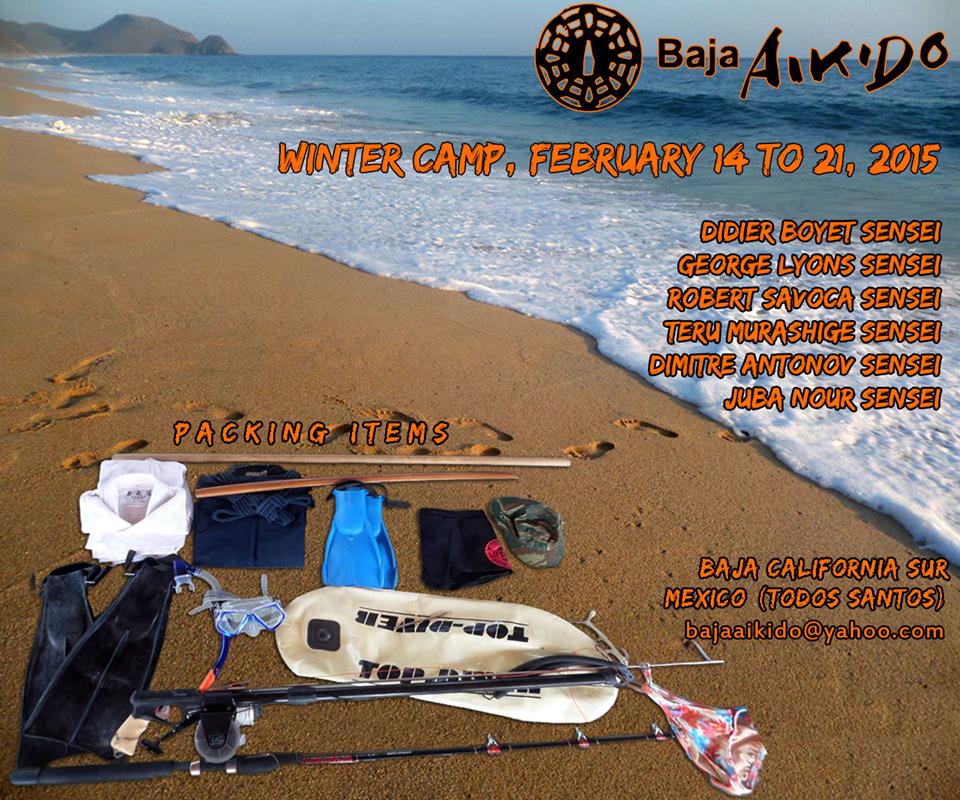 Baja AIKIDO
WINTER CAMP, FEBRUARY 14 TO 21, 2015
DIDIER BOYET SENSEI
GEORGE LYONS SENSEI
ROBERT SAVOCA SENSEI
TERU MURASHIGE SENSEI
DIMITRE ANTONOV SENSEI
JUBA NOUR SENSEI
PACKING ITEMS
BAJA CALIFORNIA SUR
MEXICO (TODOS SANTOS)
bajaaikido@yahoo.com
TOP-DIVER